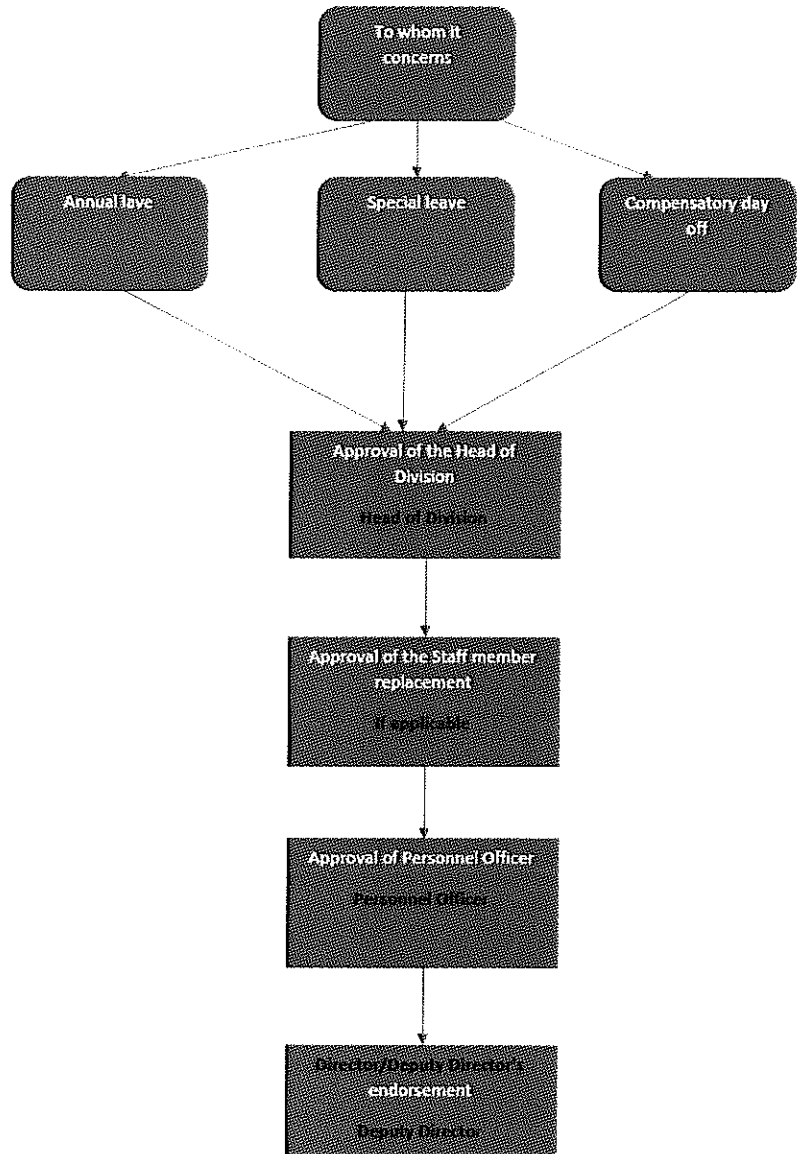 To whom it
concerns
Annual lave
Special leave
Compensatory day
off
Approval of the Head of
Division
Head of Division
Approval of the Staff member
replacement
If applicable
Approval of Personnel Officer
Personnel Officer
Director/Deputy Director's
endorsement
Deputy Director